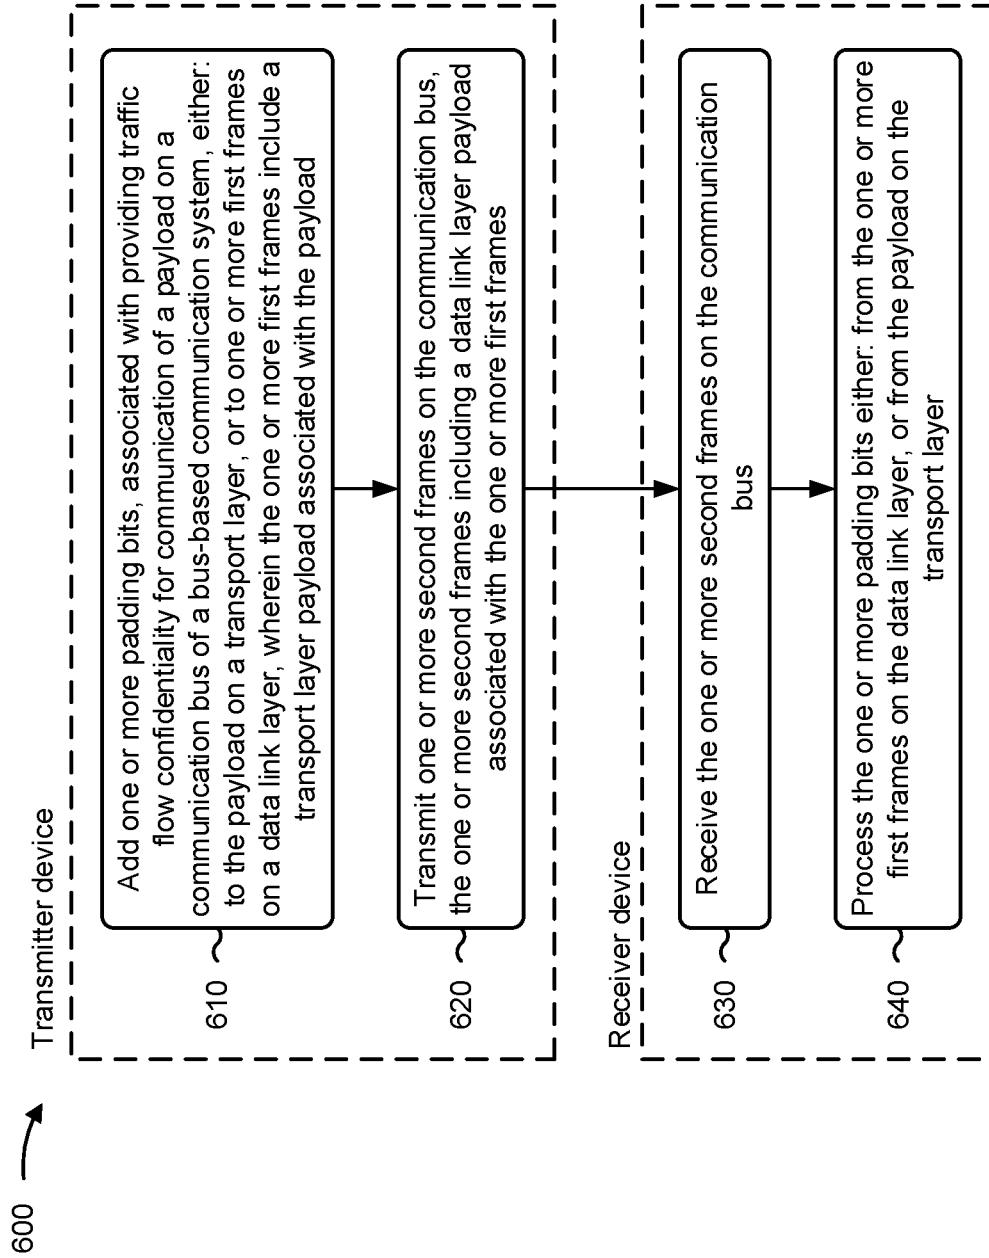 600
Transmitter device
610
Add one or more padding bits, associated with providing traffic
flow confidentiality for communication of a payload on a
communication bus of a bus-based communication system, either:
to the payload on a transport layer, or to one or more first frames
on a data link layer, wherein the one or more first frames include a
transport layer payload associated with the payload
620
Transmit one or more second frames on the communication bus,
the one or more second frames including a data link layer payload
associated with the one or more first frames
Receiver device
630
Receive the one or more second frames on the communication
bus
640
Process the one or more padding bits either: from the one or more
first frames on the data link layer, or from the payload on the
transport layer